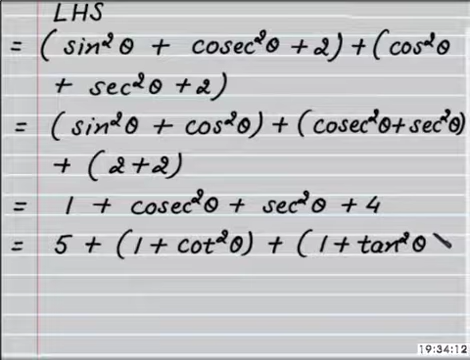 LHS
= (sin²θ + cosec²θ + 2) + (cos²θ
+ sec²θ + 2)
= (sin²θ + cos²θ) + (cosec²θ + sec²θ)
+ (2+2)
= 1 + cosec²θ + sec²θ + 4
= 5 + (1 + cot²θ) + (1 + tan²θ
19:34:12